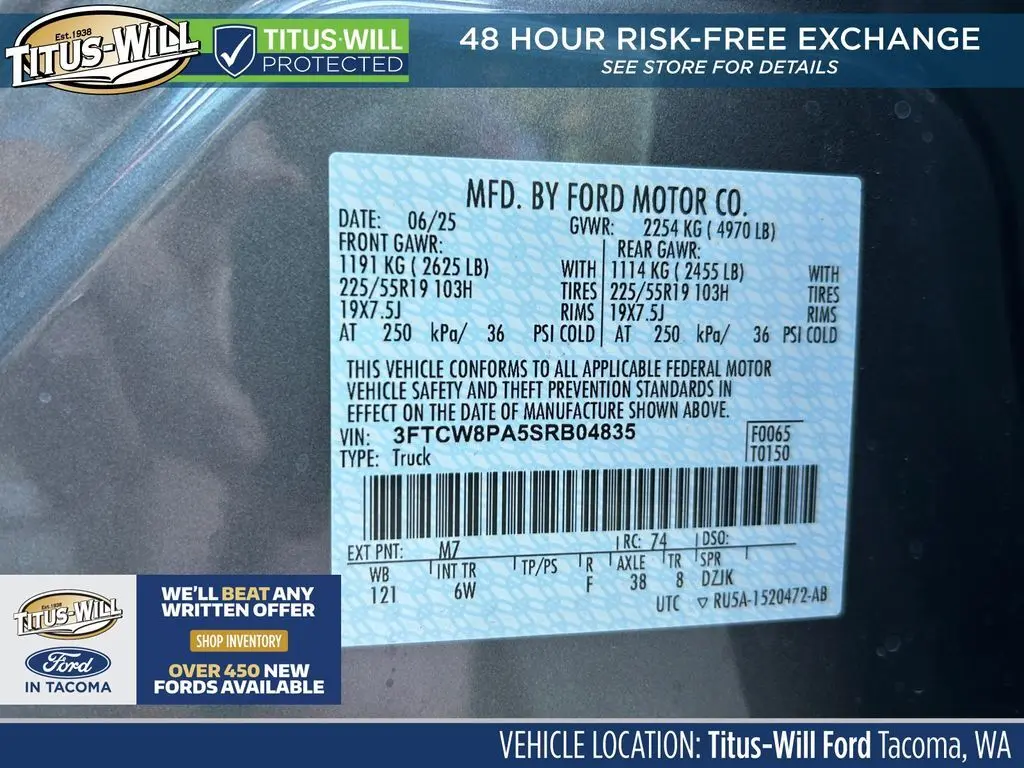 Est.1938
TITUS-WILL
TITUS-WILL
PROTECTED
48 HOUR RISK-FREE EXCHANGE
SEE STORE FOR DETAILS
MFD. BY FORD MOTOR CO.
DATE: 06/25 GVWR: 2254 KG ( 4970 LB)
FRONT GAWR: REAR GAWR:
1191 KG ( 2625 LB) WITH 1114 KG ( 2455 LB) WITH
225/55R19 103H TIRES 225/55R19 103H TIRES
19X7.5J RIMS 19X7.5J RIMS
AT 250 kPa/ 36 PSI COLD AT 250 kPa/ 36 PSI COLD
THIS VEHICLE CONFORMS TO ALL APPLICABLE FEDERAL MOTOR
VEHICLE SAFETY AND THEFT PREVENTION STANDARDS IN
EFFECT ON THE DATE OF MANUFACTURE SHOWN ABOVE.
VIN: 3FTCW8PA5SRB04835 F0065
TYPE: Truck T0150
EXT PNT: M7 RC: 74 DSO:
WB INT TR TP/PS R AXLE TR SPR
121 6W F 38 8 DZJK
UTC ▽ RU5A-1520472-AB
Est.1938
TITUS-WILL
Ford
IN TACOMA
WE'LL BEAT ANY
WRITTEN OFFER
SHOP INVENTORY
OVER 450 NEW
FORDS AVAILABLE
VEHICLE LOCATION: Titus-Will Ford Tacoma, WA